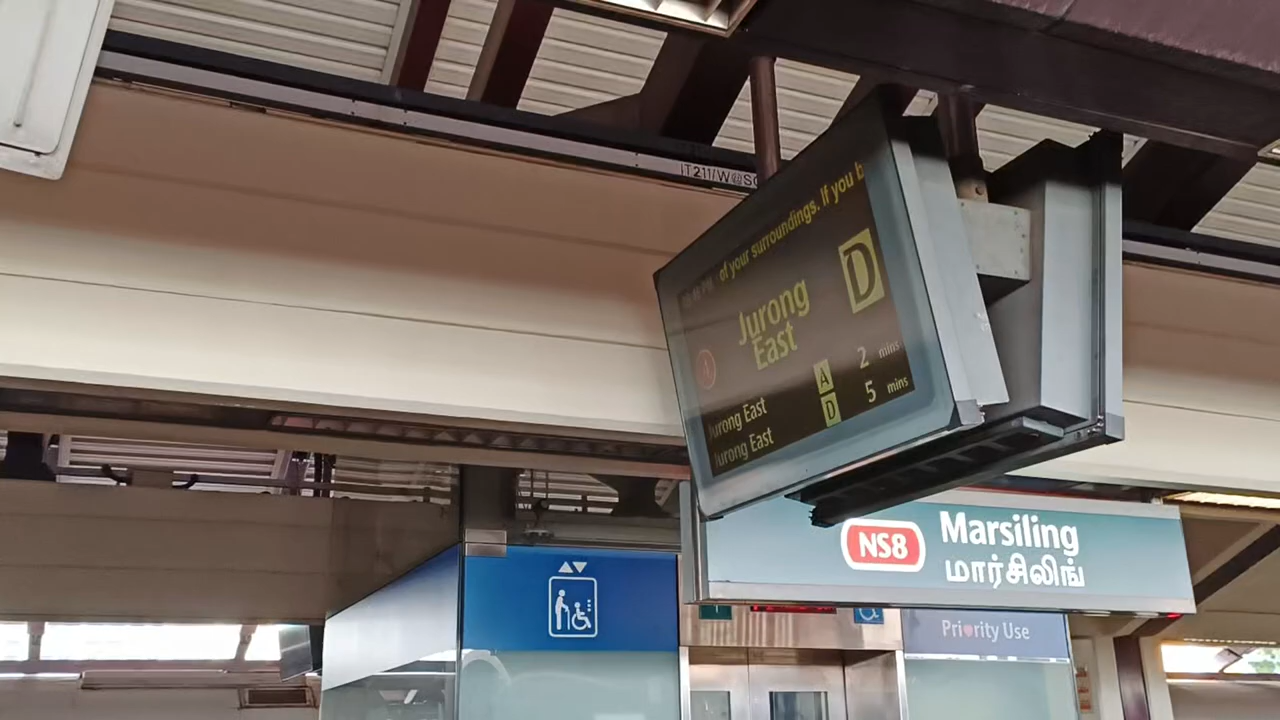 of your surroundings. If you b
D
Jurong
East
A
Jurong East A 2 mins
Jurong East D 5 mins
NS8
Marsiling
மார்சிலிங்
Priority Use